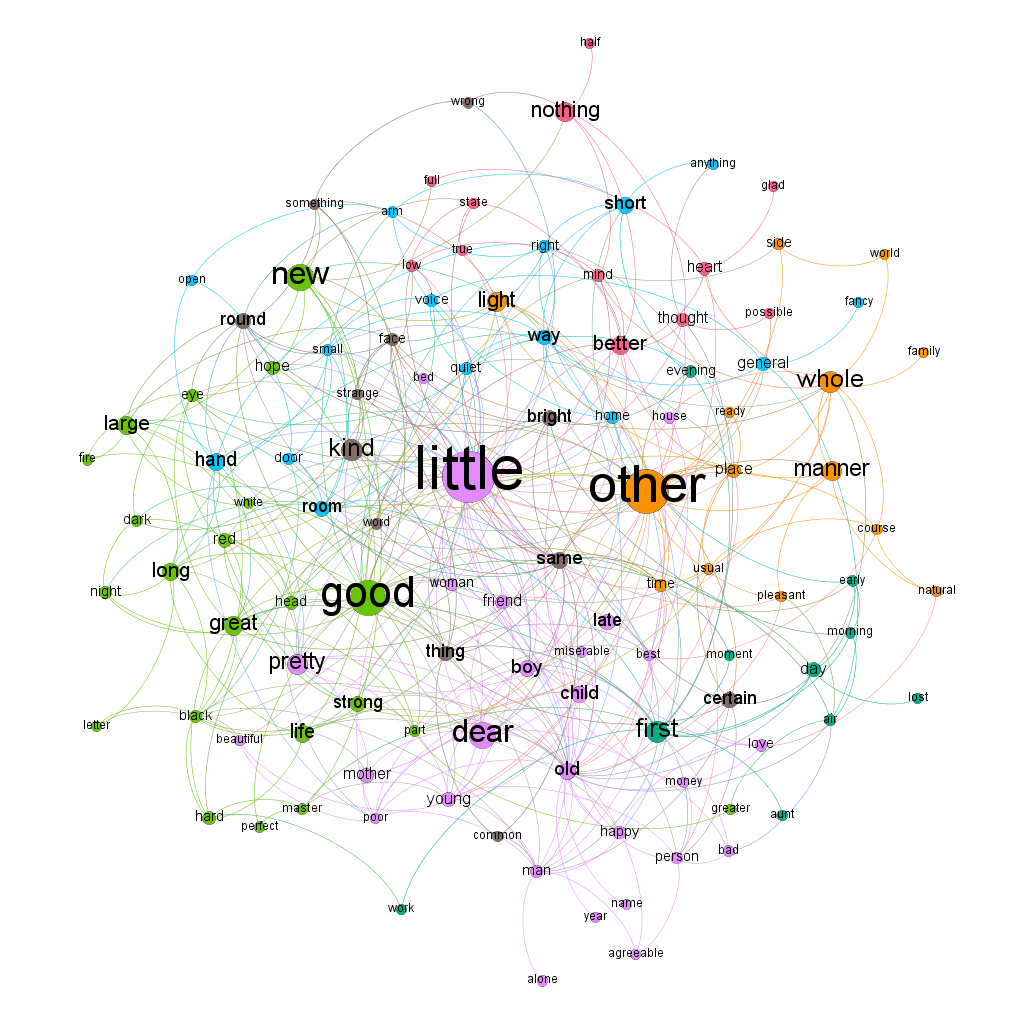 half
wrong
nothing
anything
full
glad
something
state
arm
short
side
right
true
world
low
mind
heart
new
open
voice
light
fancy
possible
round
thought
way
face
better
small
quiet
general
family
hope
bed
evening
whole
eye
strange
ready
bright
home
house
large
kind
hand
door
fire
little
place
manner
other
white
room
dark
word
course
red
same
usual
long
woman
time
early
night
head
good
friend
pleasant
natural
great
late
morning
thing
miserable
best
moment
pretty
boy
day
child
strong
certain
lost
black
letter
life
part
beautiful
dear
first
air
love
mother
old
money
young
master
poor
greater
hard
perfect
common
happy
aunt
bad
person
man
name
work
year
agreeable
alone